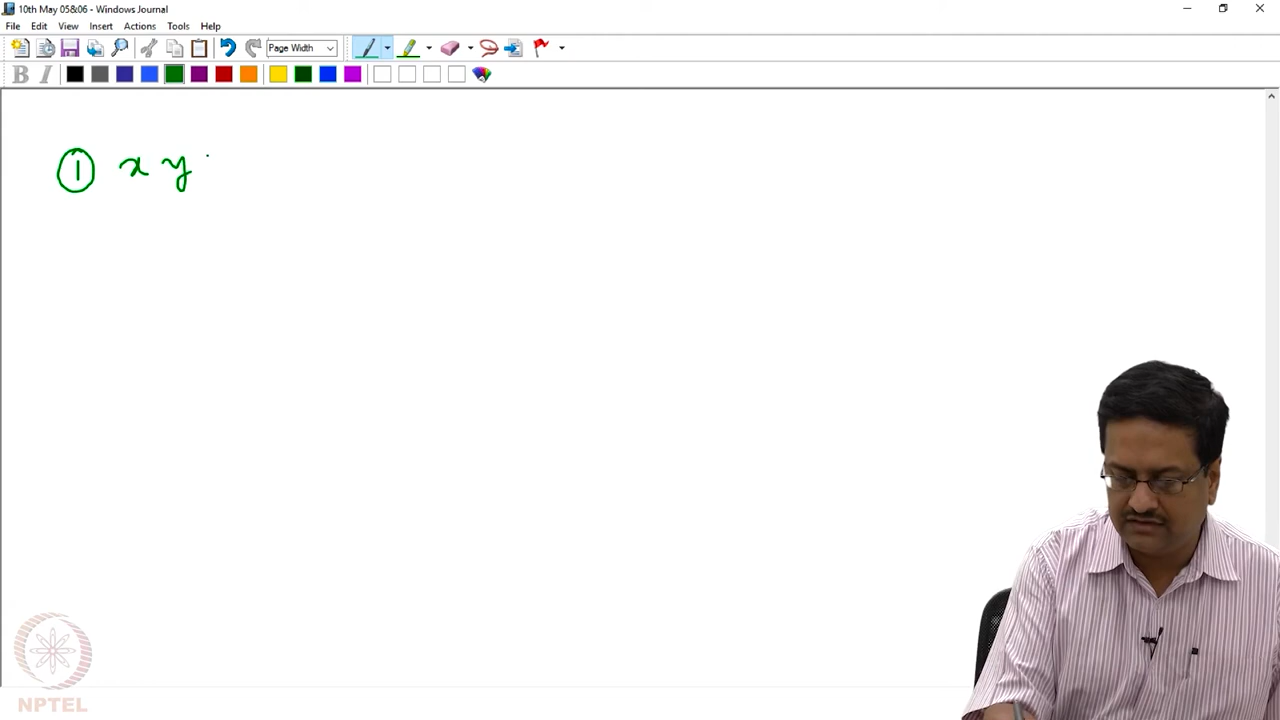 10th May 05&06 - Windows Journal
File Edit View Insert Actions Tools Help
Page Width
B I
① x y
NPTEL